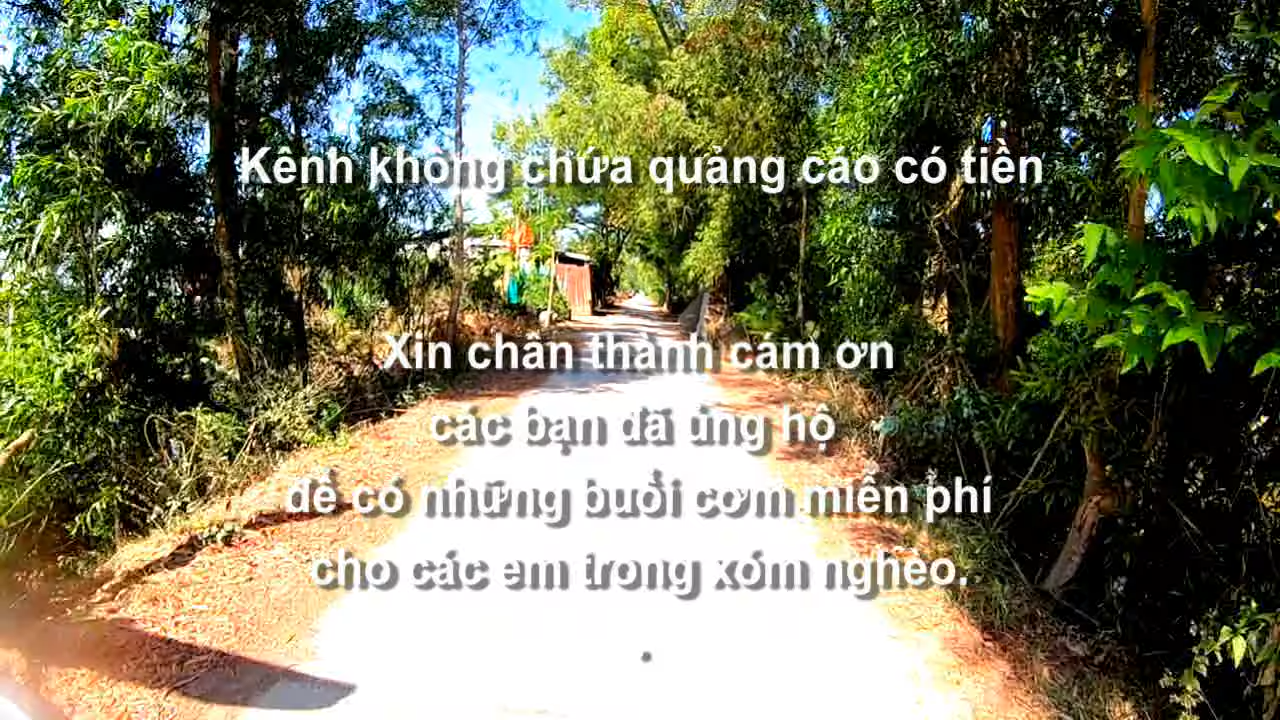 Kênh không chứa quảng cáo có tiền
Xin chân thành cảm ơn
các bạn đã ủng hộ
để có những buổi cơm miễn phí
cho các em trong xóm nghèo.
.